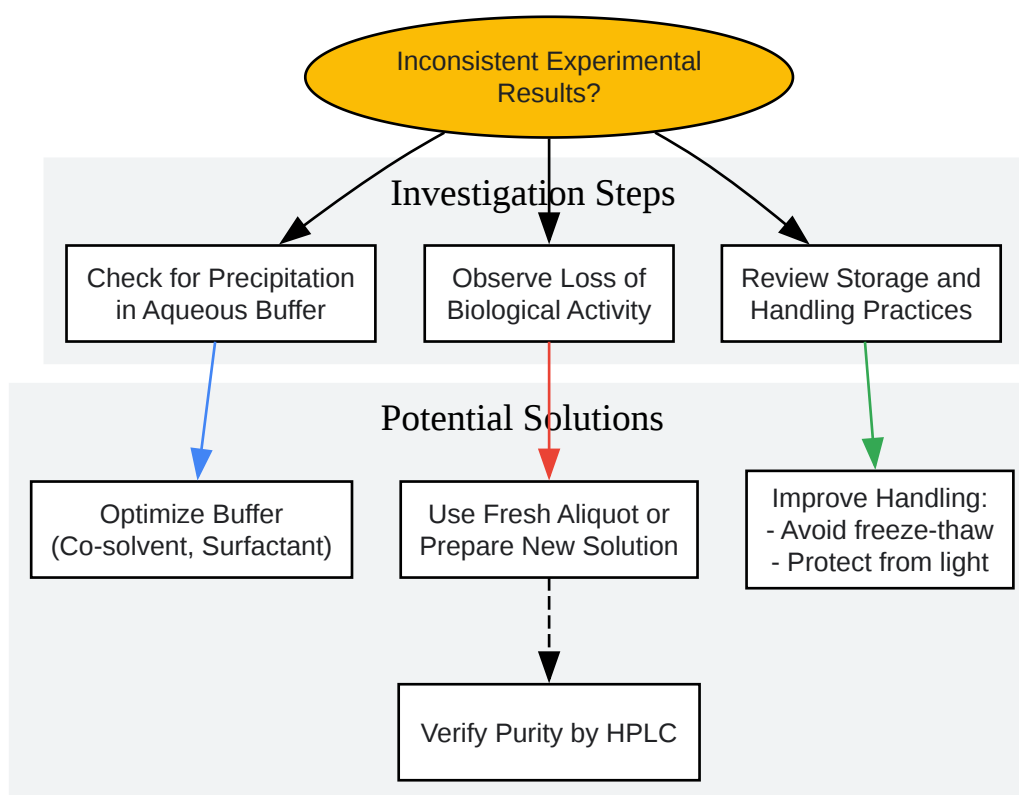 Inconsistent Experimental
Results?
Investigation Steps
Check for Precipitation
in Aqueous Buffer
Observe Loss of
Biological Activity
Review Storage and
Handling Practices
Potential Solutions
Optimize Buffer
(Co-solvent, Surfactant)
Use Fresh Aliquot or
Prepare New Solution
Improve Handling:
- Avoid freeze-thaw
- Protect from light
Verify Purity by HPLC